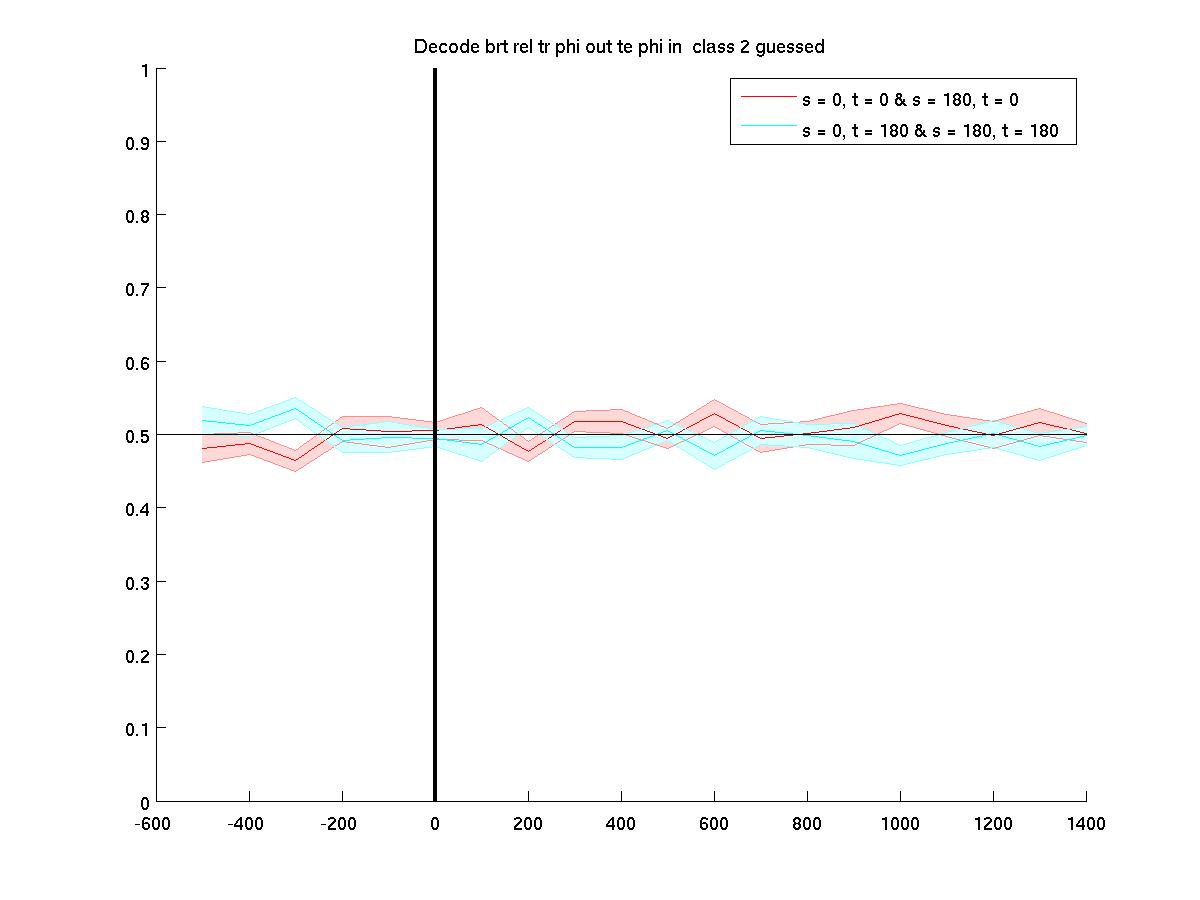 Decode brt rel tr phi out te phi in  class 2 guessed
s = 0, t = 0 & s = 180, t = 0
s = 0, t = 180 & s = 180, t = 180
1
0.9
0.8
0.7
0.6
0.5
0.4
0.3
0.2
0.1
0
-600 -400 -200 0 200 400 600 800 1000 1200 1400